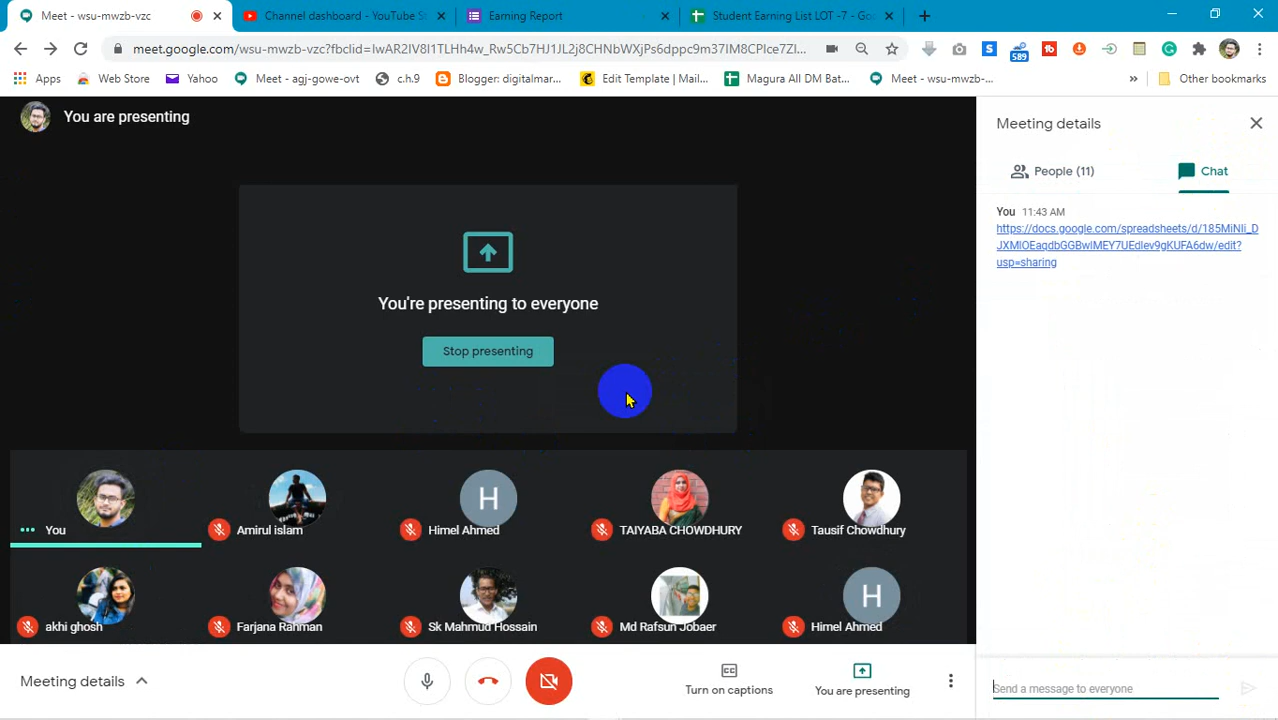 Meet - wsu-mwzb-vzc
Channel dashboard - YouTube St
Earning Report
Student Earning List LOT -7 - Goo
meet.google.com/wsu-mwzb-vzc?fbclid=IwAR2IV8I1TLHh4w_Rw5Cb7HJ1JL2j8CHNbWXjPs6dppc9m37IM8CPIce7Zl...
589
Apps
Web Store
Yahoo
Meet - agj-gowe-ovt
c.h.9
Blogger: digitalmar...
Edit Template | Mail...
Magura All DM Bat...
Meet - wsu-mwzb-...
»
Other bookmarks
You are presenting
You're presenting to everyone
Stop presenting
You
Amirul islam
H
Himel Ahmed
TAIYABA CHOWDHURY
Tausif Chowdhury
akhi ghosh
Farjana Rahman
Sk Mahmud Hossain
Md Rafsun Jobaer
H
Himel Ahmed
Meeting details
Turn on captions
You are presenting
Meeting details
People (11)
Chat
You 11:43 AM
https://docs.google.com/spreadsheets/d/185MiNli_D
JXMlOEaqdbGGBwlMEY7UEdlev9gKUFA6dw/edit?
usp=sharing
Send a message to everyone